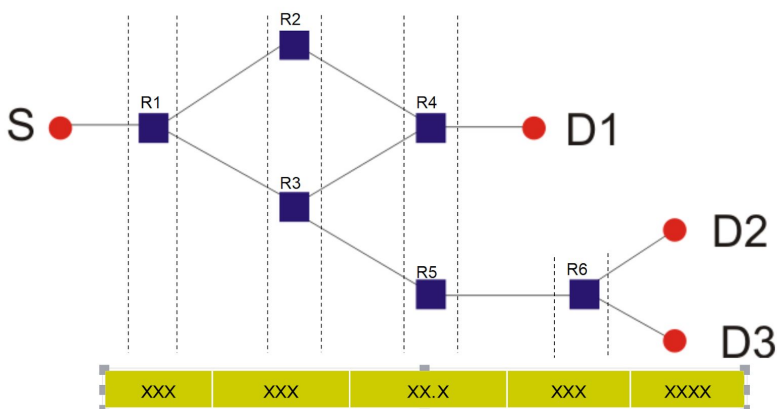 R2
R1
R4
S
D1
R3
D2
R5
R6
D3
XXX XXX XX.X XXX XXXX